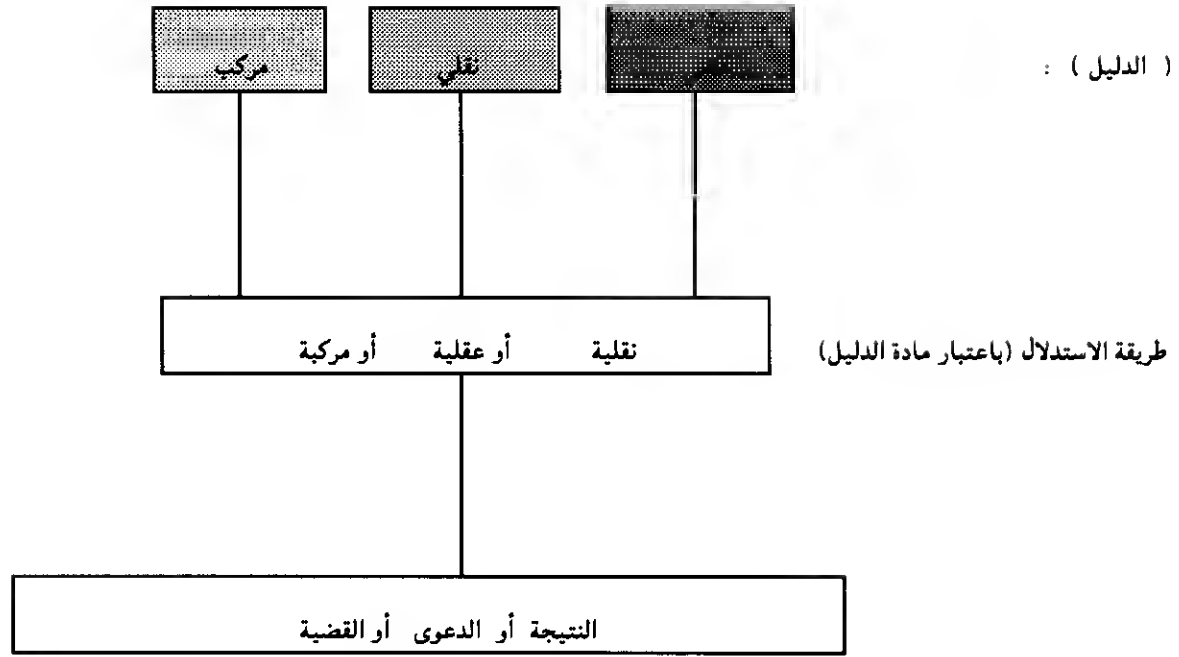 ( الدليل ) :
نقلي
مركب
طريقة الاستدلال (باعتبار مادة الدليل)
نقلية أو عقلية أو مركبة
النتيجة أو الدعوى أو القضية